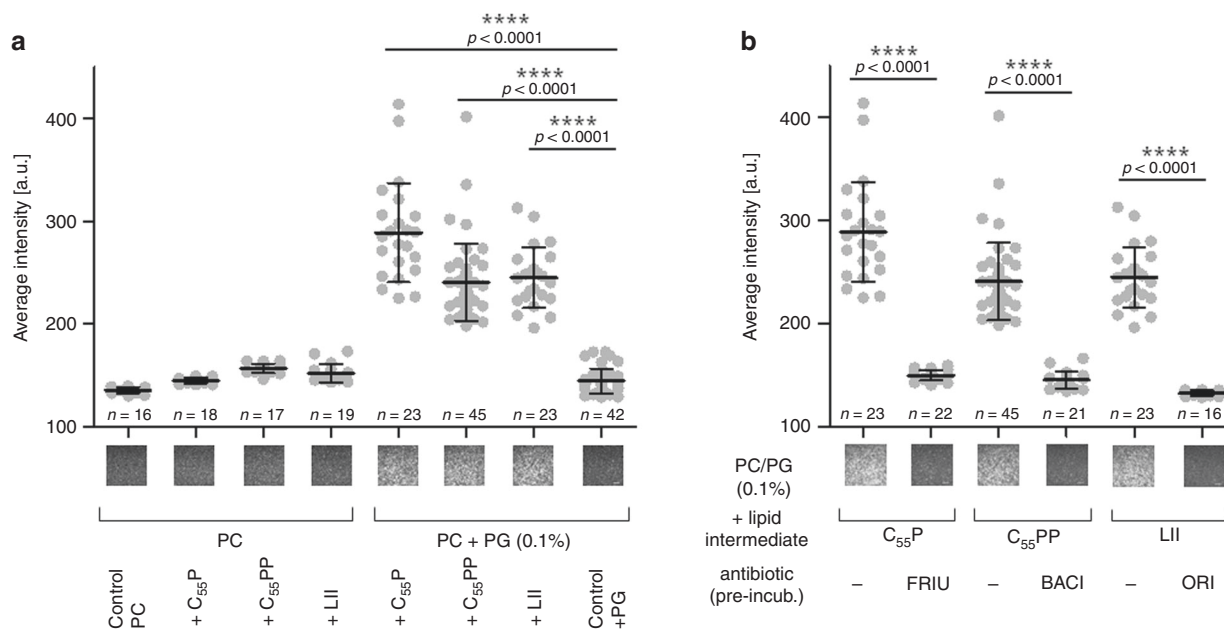 a
****
p < 0.0001
****
p < 0.0001
****
p < 0.0001
Average intensity [a.u.]
400
300
200
100
n = 16
n = 18
n = 17
n = 19
n = 23
n = 45
n = 23
n = 42
PC
PC + PG (0.1%)
Control PC
+ C₅₅P
+ C₅₅PP
+ LII
+ C₅₅P
+ C₅₅PP
+ LII
Control +PG
b
****
p < 0.0001
****
p < 0.0001
****
p < 0.0001
Average intensity [a.u.]
400
300
200
100
n = 23
n = 22
n = 45
n = 21
n = 23
n = 16
PC/PG
(0.1%)
+ lipid
intermediate
C₅₅P
C₅₅PP
LII
antibiotic
(pre-incub.)
–
FRIU
–
BACI
–
ORI